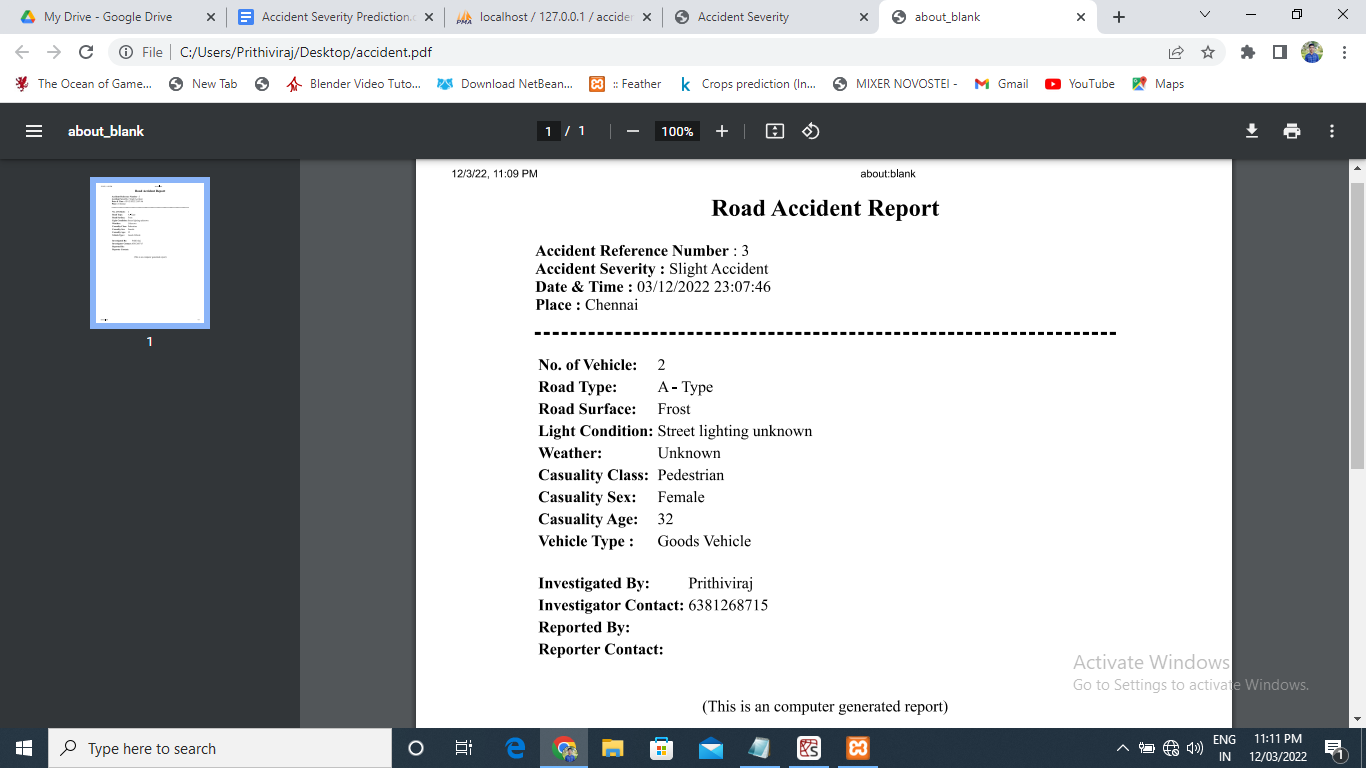 My Drive - Google Drive
Accident Severity Prediction.
localhost / 127.0.0.1 / accider
Accident Severity
about_blank
File
C:/Users/Prithiviraj/Desktop/accident.pdf
The Ocean of Game...
New Tab
Blender Video Tuto...
Download NetBean...
:: Feather
Crops prediction (In...
MIXER NOVOSTEI -
Gmail
YouTube
Maps
about_blank
1 / 1
100%
12/3/22, 11:09 PM
about:blank
Road Accident Report
Accident Reference Number : 3
Accident Severity : Slight Accident
Date & Time : 03/12/2022 23:07:46
Place : Chennai
No. of Vehicle: 2
Road Type: A - Type
Road Surface: Frost
Light Condition: Street lighting unknown
Weather: Unknown
Casuality Class: Pedestrian
Casuality Sex: Female
Casuality Age: 32
Vehicle Type : Goods Vehicle
Investigated By: Prithiviraj
Investigator Contact: 6381268715
Reported By:
Reporter Contact:
(This is an computer generated report)
1
Activate Windows
Go to Settings to activate Windows.
Type here to search
ENG
IN
11:11 PM
12/03/2022
1